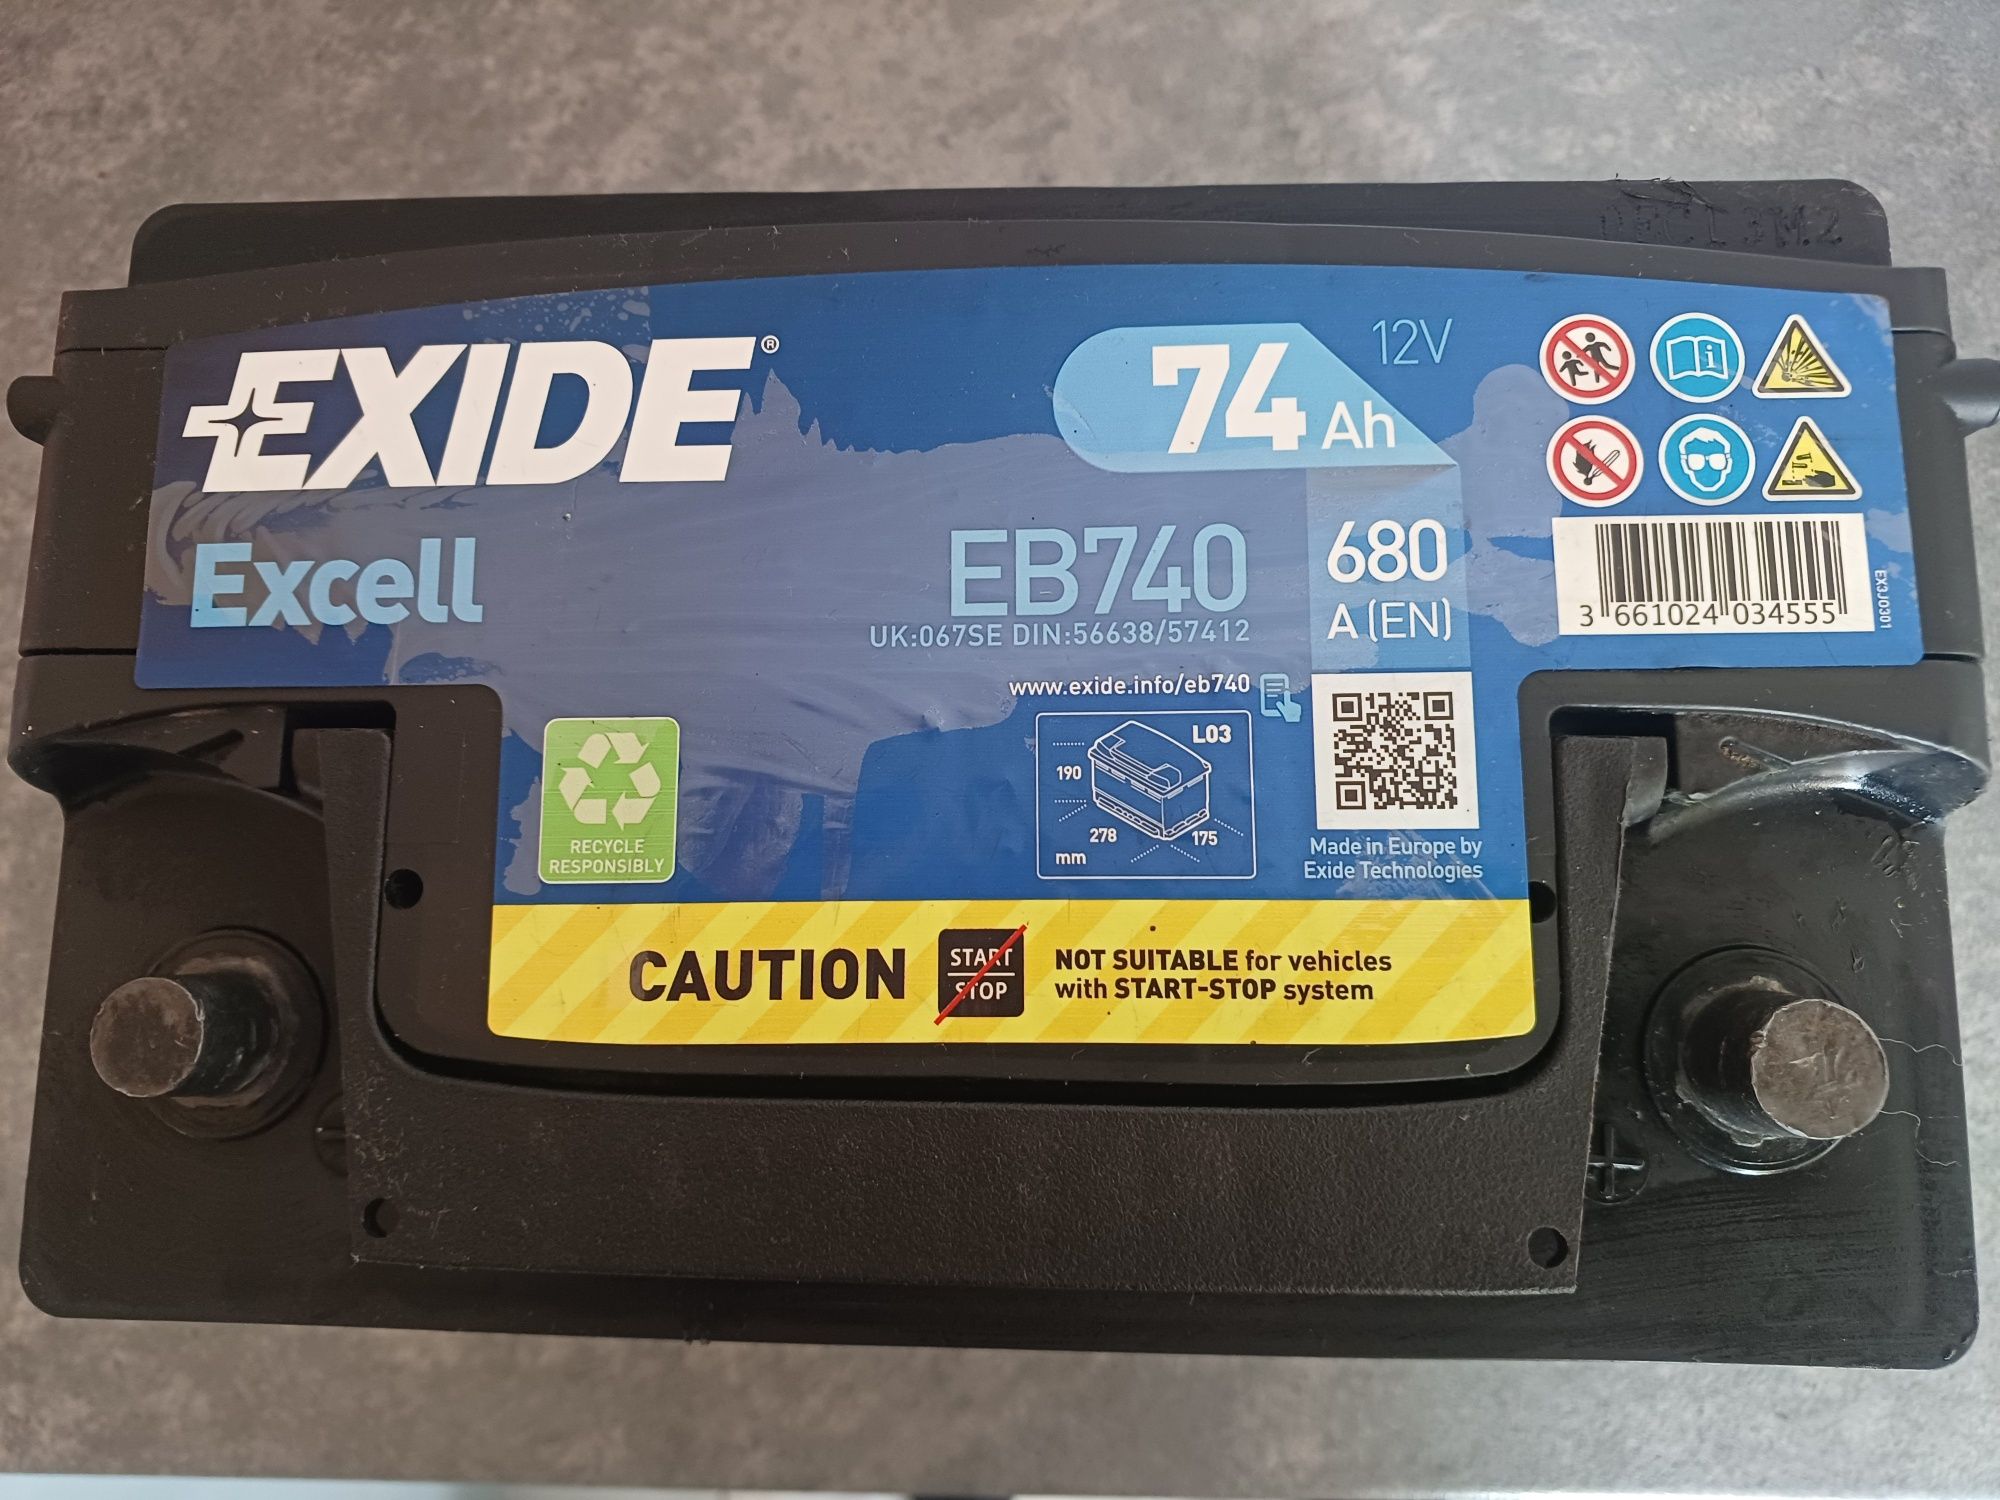 EXIDE®
Excell
74 Ah
12V
EB740
UK:067SE DIN:56638/57412
680
A (EN)
www.exide.info/eb740
L03
190
278
175
mm
RECYCLE
RESPONSIBLY
Made in Europe by
Exide Technologies
3 661024 034555
EX3J0301
CAUTION
START
STOP
NOT SUITABLE for vehicles
with START-STOP system
+